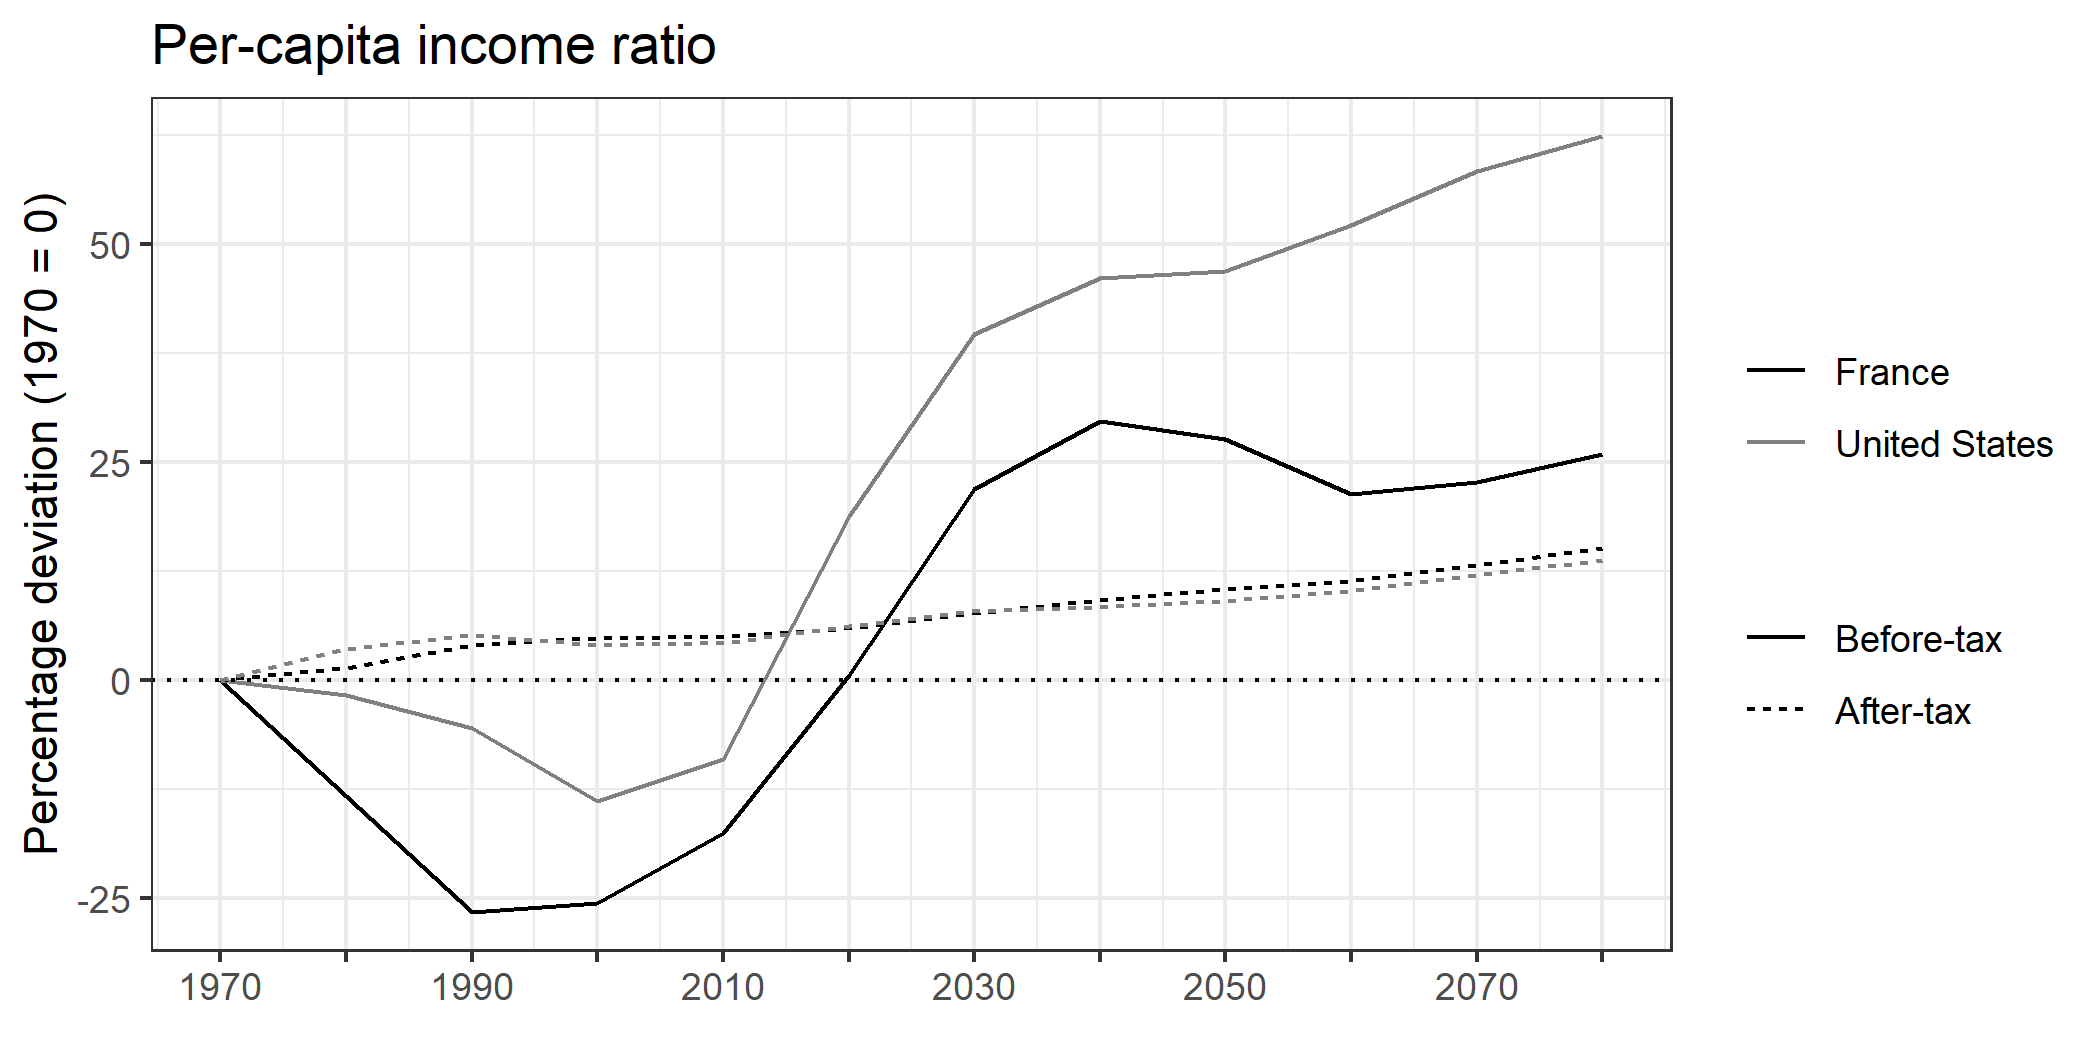 Per-capita income ratio
Percentage deviation (1970 = 0)
50
25
0
-25
1970
1990
2010
2030
2050
2070
France
United States
Before-tax
After-tax